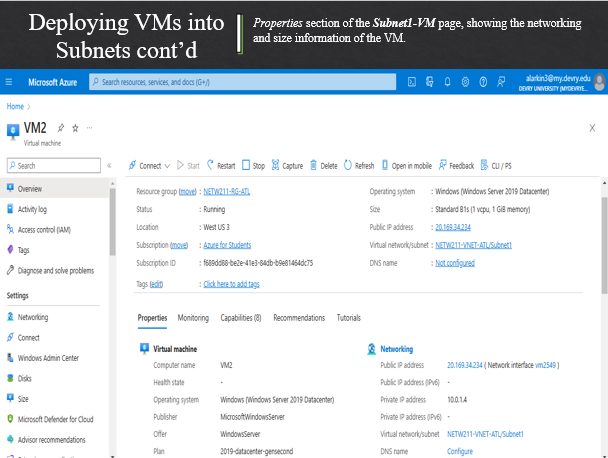 Deploying VMs into
Subnets cont’d
Properties section of the Subnet1-VM page, showing the networking
and size information of the VM.
Microsoft Azure
Search resources, services, and docs (G+/)
alarkin3@my.devry.edu
DEVRY UNIVERSITY (MYDEVRYE...
Home
VM2
Virtual machine
Search
Connect Start Restart Stop Capture Delete Refresh Open in mobile Feedback CLI / PS
Overview
Activity log
Access control (IAM)
Tags
Diagnose and solve problems
Settings
Networking
Connect
Windows Admin Center
Disks
Size
Microsoft Defender for Cloud
Advisor recommendations
Resource group (move) : NETW211-RG-ATL
Status : Running
Location : West US 3
Subscription (move) : Azure for Students
Subscription ID : f689dd88-be2e-41e3-84db-b9e81464dc75
Tags (edit) : Click here to add tags
Operating system : Windows (Windows Server 2019 Datacenter)
Size : Standard B1s (1 vcpu, 1 GiB memory)
Public IP address : 20.169.34.234
Virtual network/subnet : NETW211-VNET-ATL/Subnet1
DNS name : Not configured
Properties Monitoring Capabilities (8) Recommendations Tutorials
Virtual machine
Computer name VM2
Health state -
Operating system Windows (Windows Server 2019 Datacenter)
Publisher MicrosoftWindowsServer
Offer WindowsServer
Plan 2019-datacenter-gensecond
Networking
Public IP address 20.169.34.234 ( Network interface vm2549 )
Public IP address (IPv6) -
Private IP address 10.0.1.4
Private IP address (IPv6) -
Virtual network/subnet NETW211-VNET-ATL/Subnet1
DNS name Configure